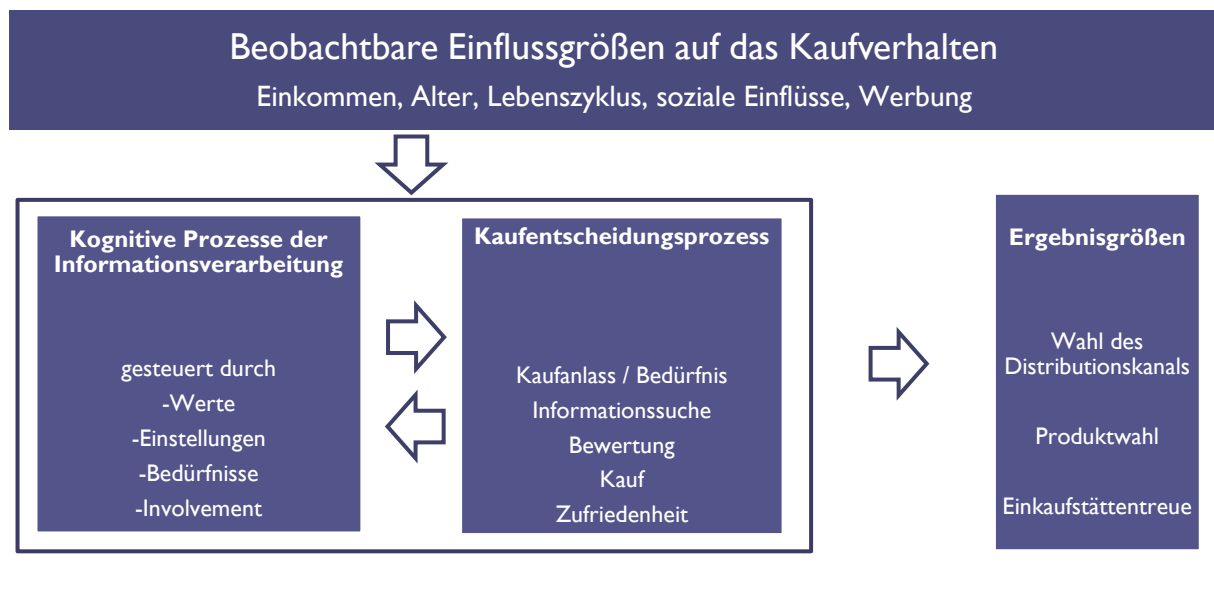 Beobachtbare Einflussgrößen auf das Kaufverhalten
Einkommen, Alter, Lebenszyklus, soziale Einflüsse, Werbung
Kognitive Prozesse der
Informationsverarbeitung
gesteuert durch
-Werte
-Einstellungen
-Bedürfnisse
-Involvement
Kaufentscheidungsprozess
Kaufanlass / Bedürfnis
Informationssuche
Bewertung
Kauf
Zufriedenheit
Ergebnisgrößen
Wahl des
Distributionskanals
Produktwahl
Einkaufstättentreue